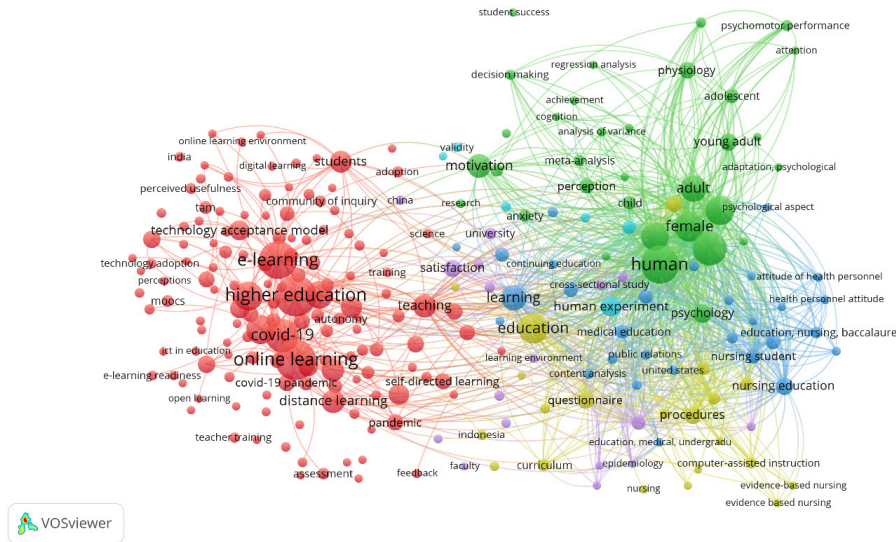 student success
psychomotor performance
attention
regression analysis
decision making
physiology
achievement
adolescent
cognition
analysis of variance
young adult
online learning environment
validity
india
digital learning
students
motivation
meta-analysis
adaptation, psychological
adoption
perceived usefulness
perception
adult
community of inquiry
china
research
child
tam
anxiety
psychological aspect
technology acceptance model
science
university
female
e-learning
technology adoption
satisfaction
continuing education
human
perceptions
training
attitude of health personnel
cross-sectional study
moocs
higher education
teaching
learning
human experiment
health personnel attitude
autonomy
psychology
covid-19
education
medical education
education, nursing, baccalaure
ict in education
online learning
learning environment
public relations
nursing student
e-learning readiness
covid-19 pandemic
self-directed learning
content analysis
united states
nursing education
open learning
distance learning
questionnaire
procedures
pandemic
teacher training
indonesia
education, medical, undergradu
assessment
feedback
faculty
curriculum
epidemiology
computer-assisted instruction
nursing
evidence-based nursing
evidence based nursing
VOSviewer